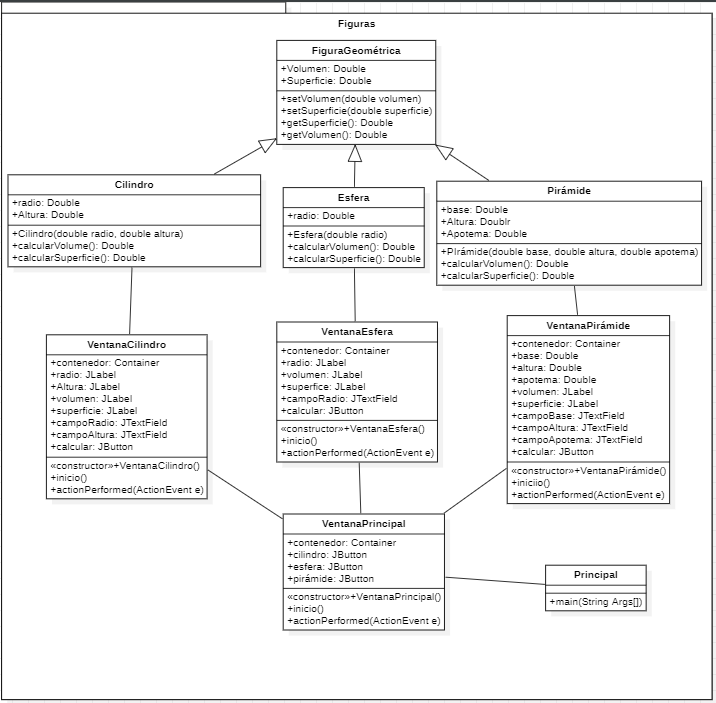 Figuras
FiguraGeométrica
+Volumen: Double
+Superficie: Double
+setVolumen(double volumen)
+setSuperficie(double superficie)
+getSuperficie(): Double
+getVolumen(): Double
Cilindro
+radio: Double
+Altura: Double
+Cilindro(double radio, double altura)
+calcularVolume(): Double
+calcularSuperficie(): Double
Esfera
+radio: Double
+Esfera(double radio)
+calcularVolumen(): Double
+calcularSuperficie(): Double
Pirámide
+base: Double
+Altura: Doublr
+Apotema: Double
+PIrámide(double base, double altura, double apotema)
+calcularVolumen(): Double
+calcularSuperficie(): Double
VentanaCilindro
+contenedor: Container
+radio: JLabel
+Altura: JLabel
+volumen: JLabel
+superficie: JLabel
+campoRadio: JTextField
+campoAltura: JTextField
+calcular: JButton
«constructor»+VentanaCilindro()
+inicio()
+actionPerformed(ActionEvent e)
VentanaEsfera
+contenedor: Container
+radio: JLabel
+volumen: JLabel
+superfice: JLabel
+campoRadio: JTextField
+calcular: JButton
«constructor»+VentanaEsfera()
+inicio()
+actionPerformed(ActionEvent e)
VentanaPirámide
+contenedor: Container
+base: Double
+altura: Double
+apotema: Double
+volumen: JLabel
+superficie: JLabel
+campoBase: JTextField
+campoAltura: JTextField
+campoApotema: JTextField
+calcular: JButton
«constructor»+VentanaPirámide()
+iniciio()
+actionPerformed(ActionEvent e)
VentanaPrincipal
+contenedor: Container
+cilindro: JButton
+esfera: JButton
+pirámide: JButton
«constructor»+VentanaPrincipal()
+inicio()
+actionPerformed(ActionEvent e)
Principal
+main(String Args[])